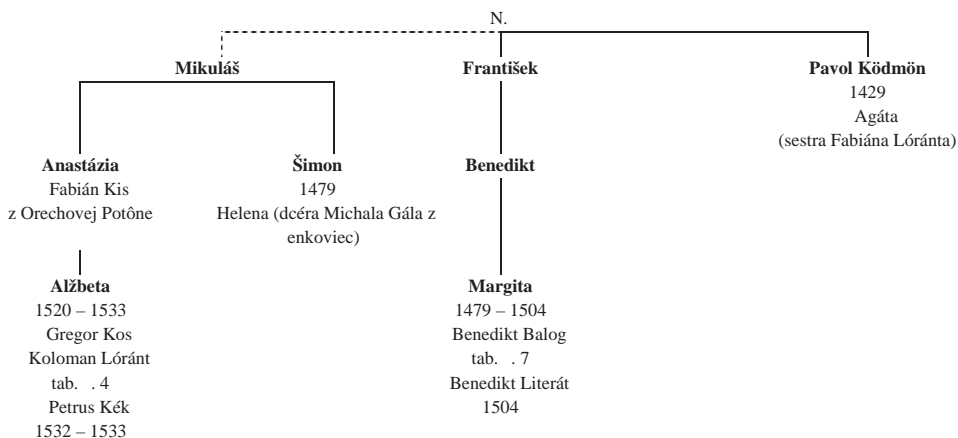 N.
Mikuláš
František
Pavol Ködmön
1429
Agáta
(sestra Fabiána Lóránta)
Anastázia
Fabián Kis
z Orechovej Potône
Šimon
1479
Helena (dcéra Michala Gála z
enkoviec)
Benedikt
Alžbeta
1520 – 1533
Gregor Kos
Koloman Lóránt
tab. . 4
Petrus Kék
1532 – 1533
Margita
1479 – 1504
Benedikt Balog
tab. . 7
Benedikt Literát
1504